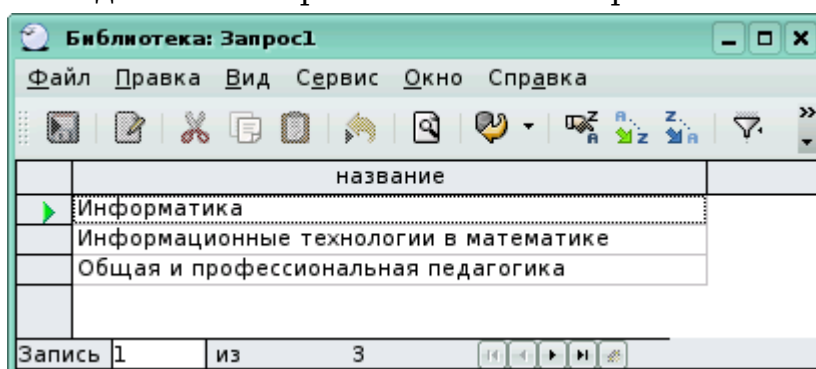 Библиотека: Запрос1
Файл Правка Вид Сервис Окно Справка
название
Информатика
Информационные технологии в математике
Общая и профессиональная педагогика
Запись 1 из 3